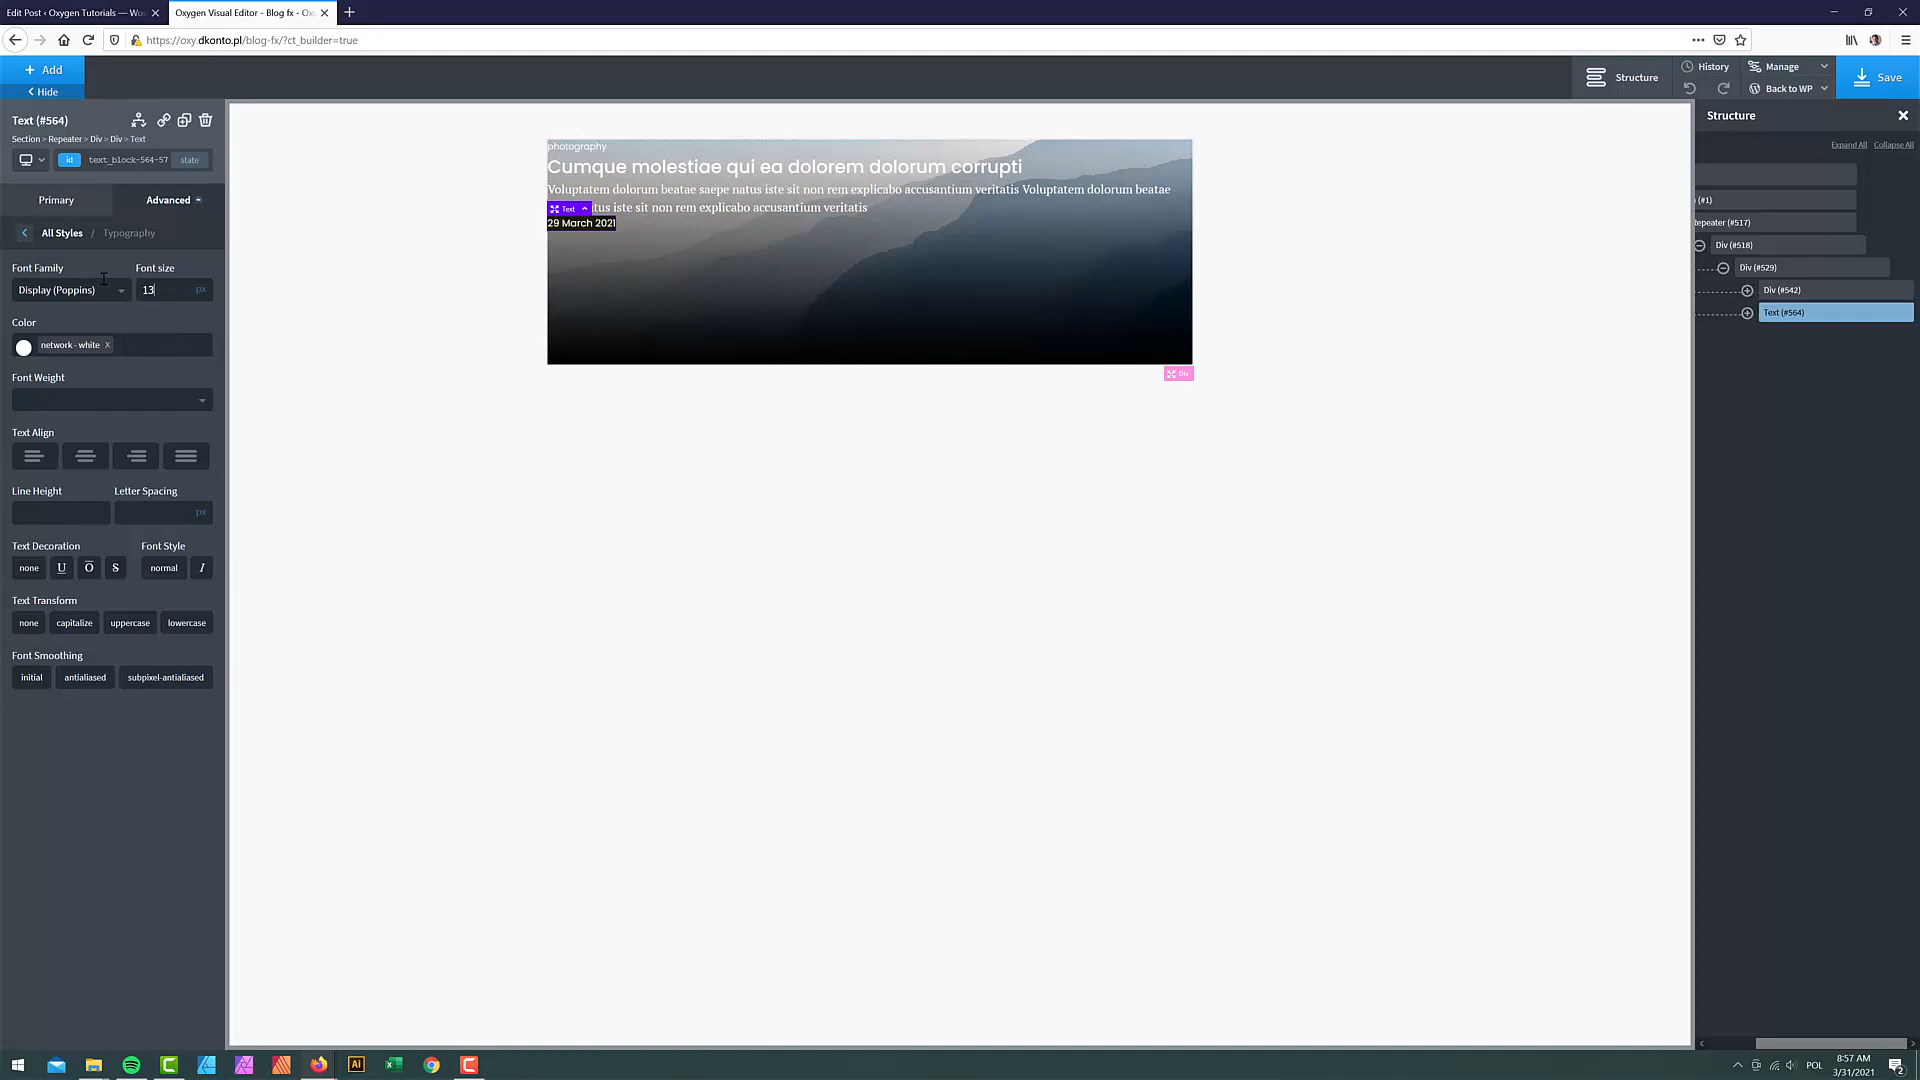 Edit Post ‹ Oxygen Tutorials — Wo
Oxygen Visual Editor - Blog fx - Ox
https://oxy.dkonto.pl/blog-fx/?ct_builder=true
+ Add
Hide
Structure
History
Manage
Back to WP
Save
Text (#564)
Section > Repeater > Div > Div > Text
id
text_block-564-57
state
Primary
Advanced
All Styles / Typography
Font Family
Font size
Display (Poppins)
13
px
Color
network - white x
Font Weight
Text Align
Line Height
Letter Spacing
px
Text Decoration
Font Style
none
U
O
S
normal
I
Text Transform
none
capitalize
uppercase
lowercase
Font Smoothing
initial
antialiased
subpixel-antialiased
photography
Cumque molestiae qui ea dolorem dolorum corrupti
Voluptatem dolorum beatae saepe natus iste sit non rem explicabo accusantium veritatis Voluptatem dolorum beatae
tus iste sit non rem explicabo accusantium veritatis
Text
29 March 2021
Div
Structure
Expand All
Collapse All
(#1)
Repeater (#517)
Div (#518)
Div (#529)
Div (#542)
Text (#564)
Ai
POL
8:57 AM
3/31/2021
2